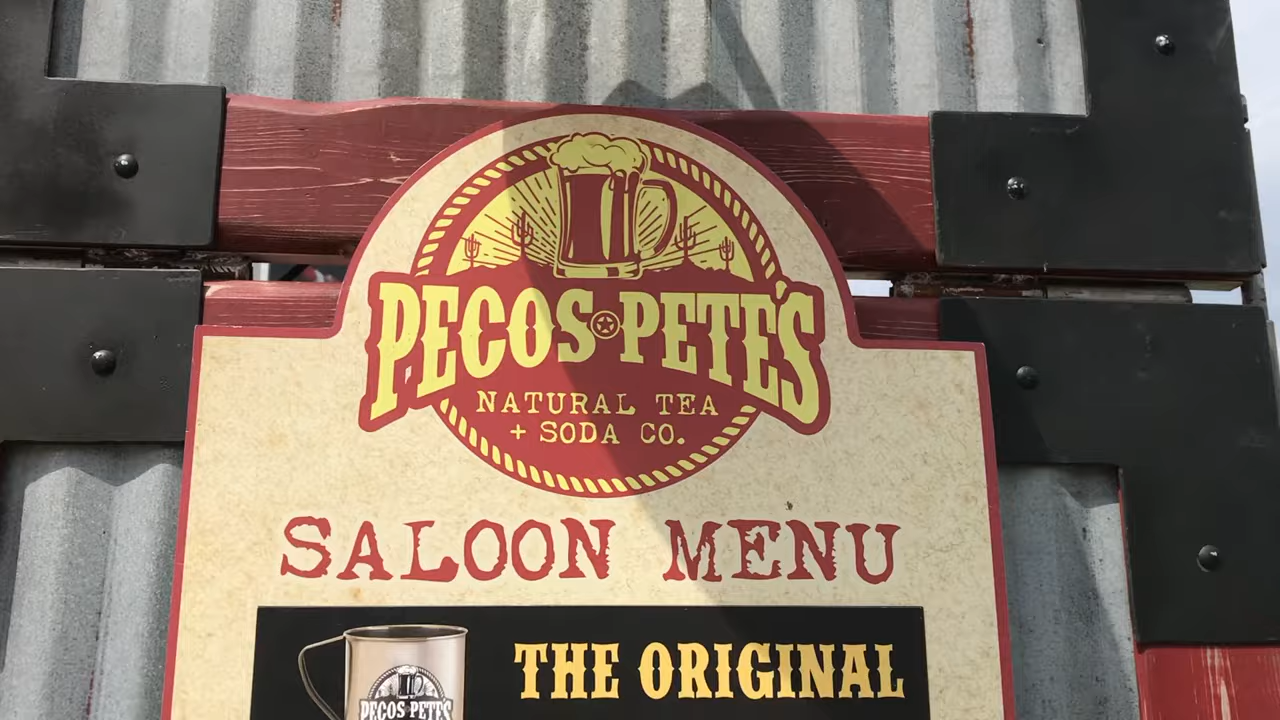 PECOS PETE'S
NATURAL TEA
+ SODA CO.
SALOON MENU
THE ORIGINAL
PECOS PETE'S